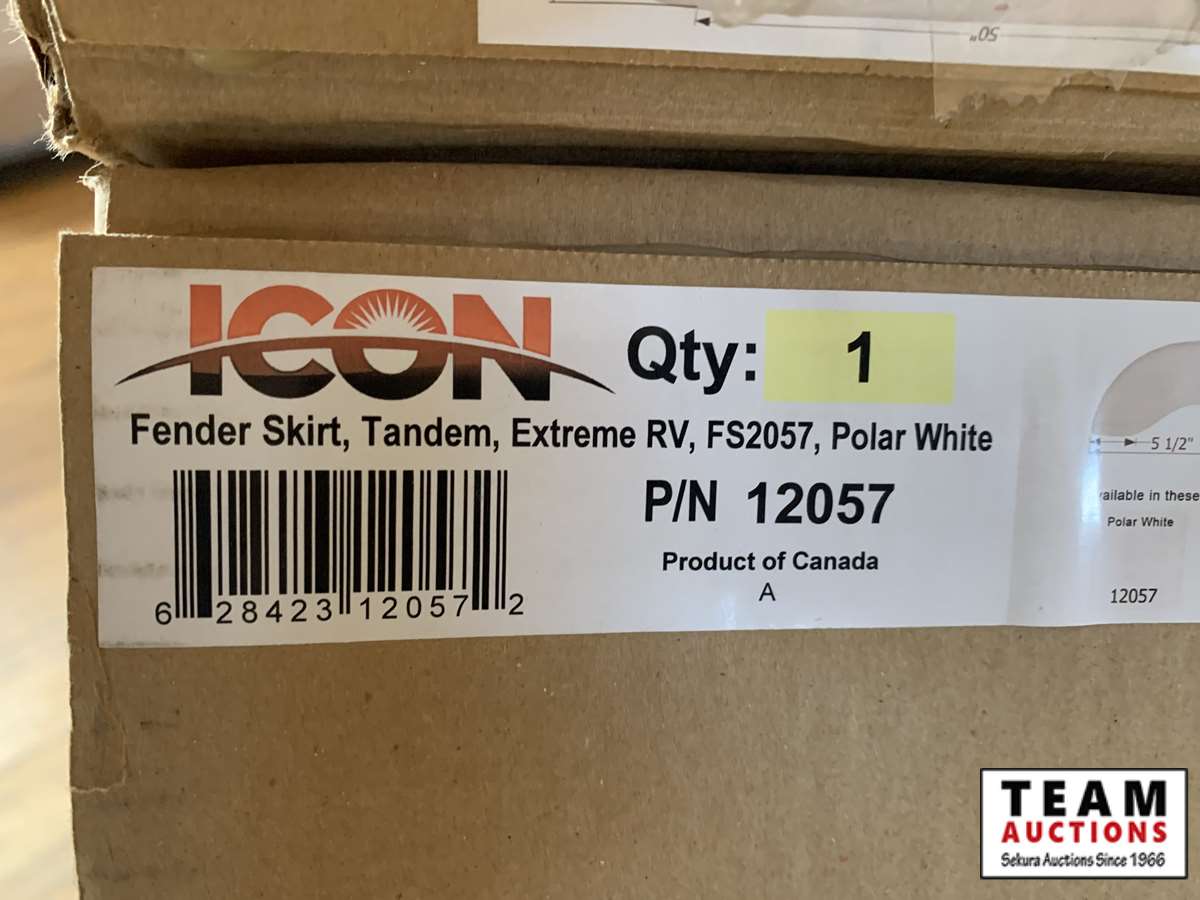 50"
ICON
Qty: 1
Fender Skirt, Tandem, Extreme RV, FS2057, Polar White
P/N 12057
Product of Canada
A
6 28423 12057 2
5 1/2"
vailable in these
Polar White
12057
TEAM
AUCTIONS
Sekura Auctions Since 1966